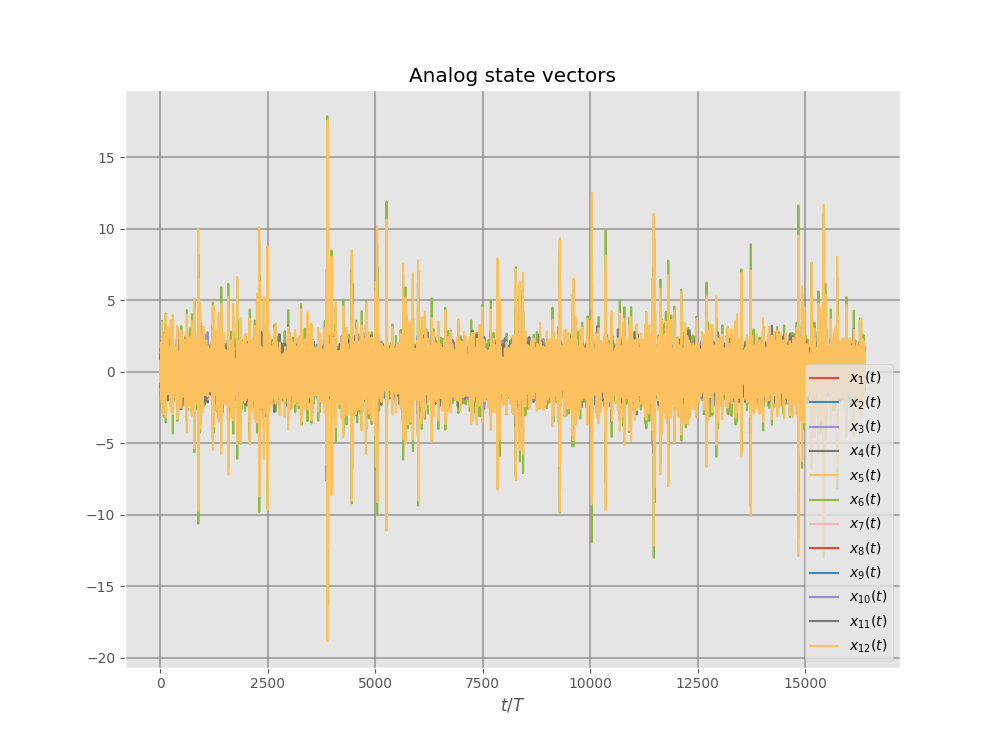 Analog state vectors
15
10
5
0
−5
−10
−15
−20
0 2500 5000 7500 10000 12500 15000
t/T
x₁(t)
x₂(t)
x₃(t)
x₄(t)
x₅(t)
x₆(t)
x₇(t)
x₈(t)
x₉(t)
x₁₀(t)
x₁₁(t)
x₁₂(t)